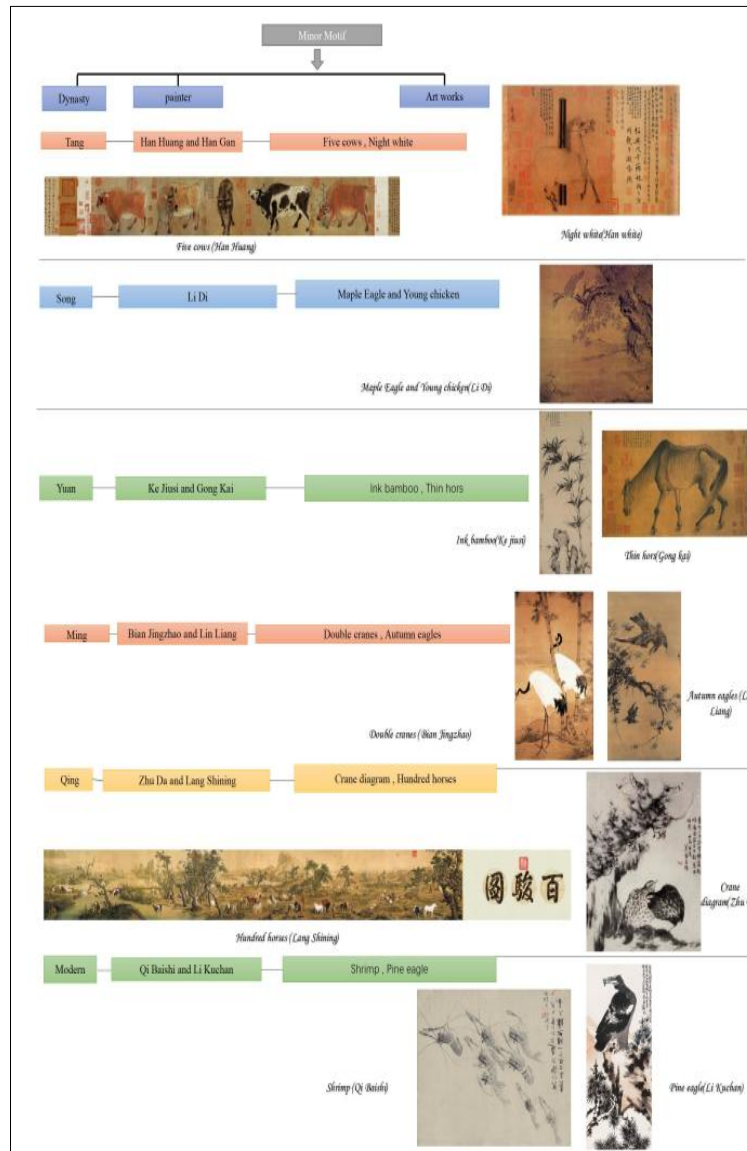 Minor Motif
Dynasty
painter
Art works
Tang
Han Huang and Han Gan
Five cows , Night white
Five cows (Han Huang)
Night white(Han white)
Song
Li Di
Maple Eagle and Young chicken
Maple Eagle and Young chicken(Li Di)
Yuan
Ke Jiusi and Gong Kai
Ink bamboo , Thin hors
Ink bamboo(Ke jiusi)
Thin hors(Gong kai)
Ming
Bian Jingzhao and Lin Liang
Double cranes , Autumn eagles
Double cranes (Bian Jingzhao)
Autumn eagles (L
Liang)
Qing
Zhu Da and Lang Shining
Crane diagram , Hundred horses
圖駿百
Hundred horses (Lang Shining)
Crane
diagram(Zhu
Modern
Qi Baishi and Li Kuchan
Shrimp , Pine eagle
Shrimp (Qi Baishi)
Pine eagle(Li Kuchan)